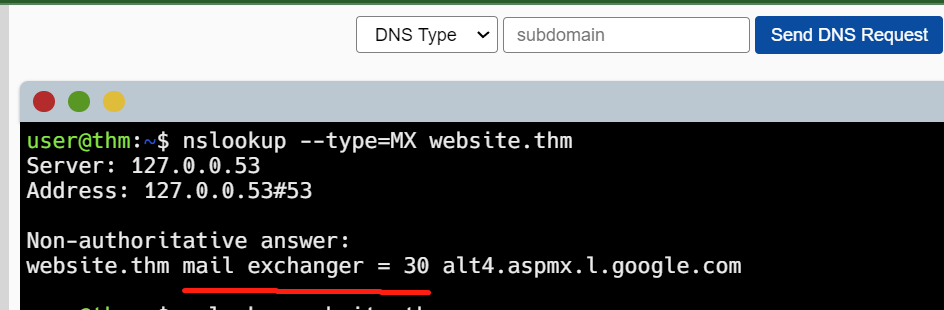 DNS Type subdomain Send DNS Request
user@thm:~$ nslookup --type=MX website.thm
Server: 127.0.0.53
Address: 127.0.0.53#53
Non-authoritative answer:
website.thm mail exchanger = 30 alt4.aspmx.l.google.com